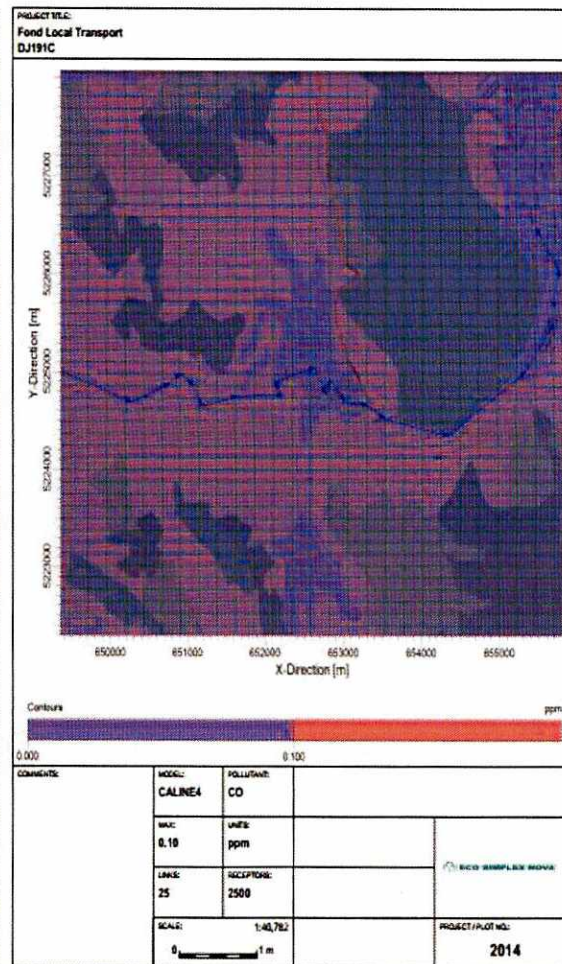 PROJECT TITLE:
Fond Local Transport
DJ191C
Y-Direction [m]
5227000
5226000
5225000
5224000
5223000
650000 651000 652000 653000 654000 655000
X-Direction [m]
Contours ppm
0.000 0.100
COMMENTS:
MODEL: POLLUTANT:
CALINE4 CO
MAX: UNITS:
0.10 ppm
LINKS: RECEPTORS:
25 2500
ECO SIMPLEX NOVA
SCALE: 1:40,782
0 1 m
PROJECT / PLOT NO.:
2014